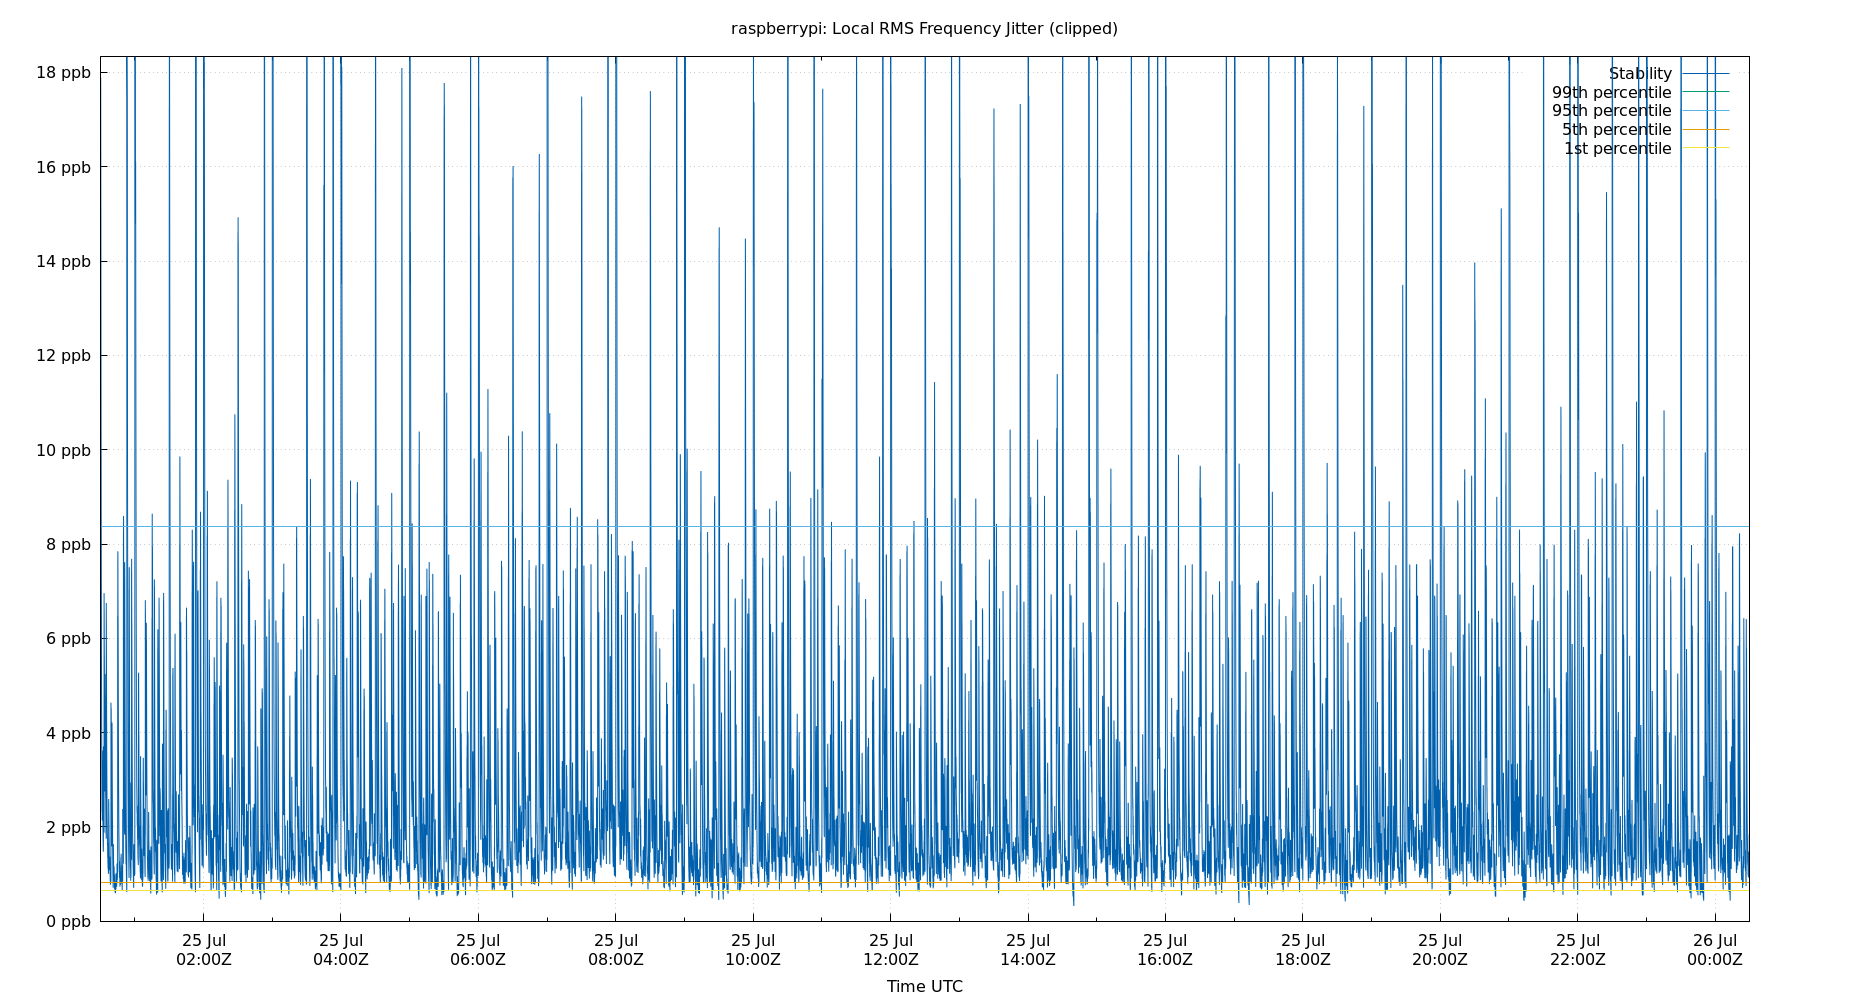 raspberrypi: Local RMS Frequency Jitter (clipped)
18 ppb
16 ppb
14 ppb
12 ppb
10 ppb
8 ppb
6 ppb
4 ppb
2 ppb
0 ppb
Stability
99th percentile
95th percentile
5th percentile
1st percentile
25 Jul 25 Jul 25 Jul 25 Jul 25 Jul 25 Jul 25 Jul 25 Jul 25 Jul 25 Jul 25 Jul 26 Jul
02:00Z 04:00Z 06:00Z 08:00Z 10:00Z 12:00Z 14:00Z 16:00Z 18:00Z 20:00Z 22:00Z 00:00Z
Time UTC